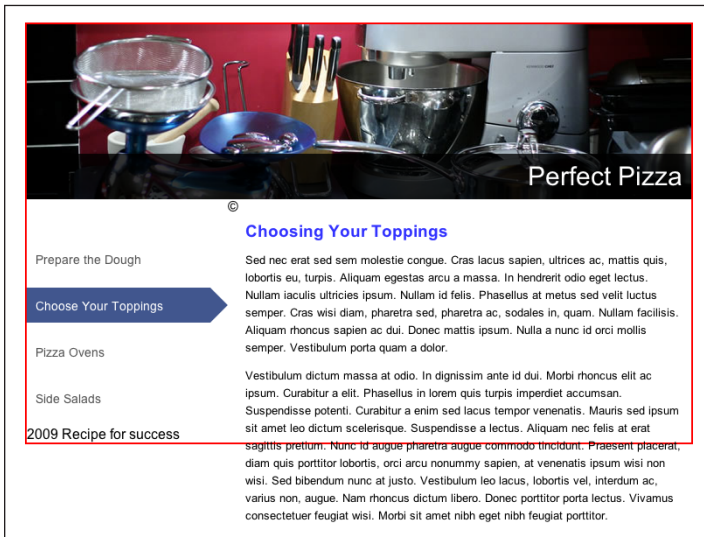 Perfect Pizza
©
Choosing Your Toppings
Prepare the Dough
Choose Your Toppings
Pizza Ovens
Side Salads
2009 Recipe for success
Sed nec erat sed sem molestie congue. Cras lacus sapien, ultrices ac, mattis quis,
lobortis eu, turpis. Aliquam egestas arcu a massa. In hendrerit odio eget lectus.
Nullam iaculis ultricies ipsum. Nullam id felis. Phasellus at metus sed velit luctus
semper. Cras wisi diam, pharetra sed, pharetra ac, sodales in, quam. Nullam facilisis.
Aliquam rhoncus sapien ac dui. Donec mattis ipsum. Nulla a nunc id orci mollis
semper. Vestibulum porta quam a dolor.
Vestibulum dictum massa at odio. In dignissim ante id dui. Morbi rhoncus elit ac
ipsum. Curabitur a elit. Phasellus in lorem quis turpis imperdiet accumsan.
Suspendisse potenti. Curabitur a enim sed lacus tempor venenatis. Mauris sed ipsum
sit amet leo dictum scelerisque. Suspendisse a lectus. Aliquam nec felis at erat
sagittis pretium. Nunc id augue pharetra augue commodo tincidunt. Praesent placerat,
diam quis porttitor lobortis, orci arcu nonummy sapien, at venenatis ipsum wisi non
wisi. Sed bibendum nunc at justo. Vestibulum leo lacus, lobortis vel, interdum ac,
varius non, augue. Nam rhoncus dictum libero. Donec porttitor porta lectus. Vivamus
consectetuer feugiat wisi. Morbi sit amet nibh eget nibh feugiat porttitor.